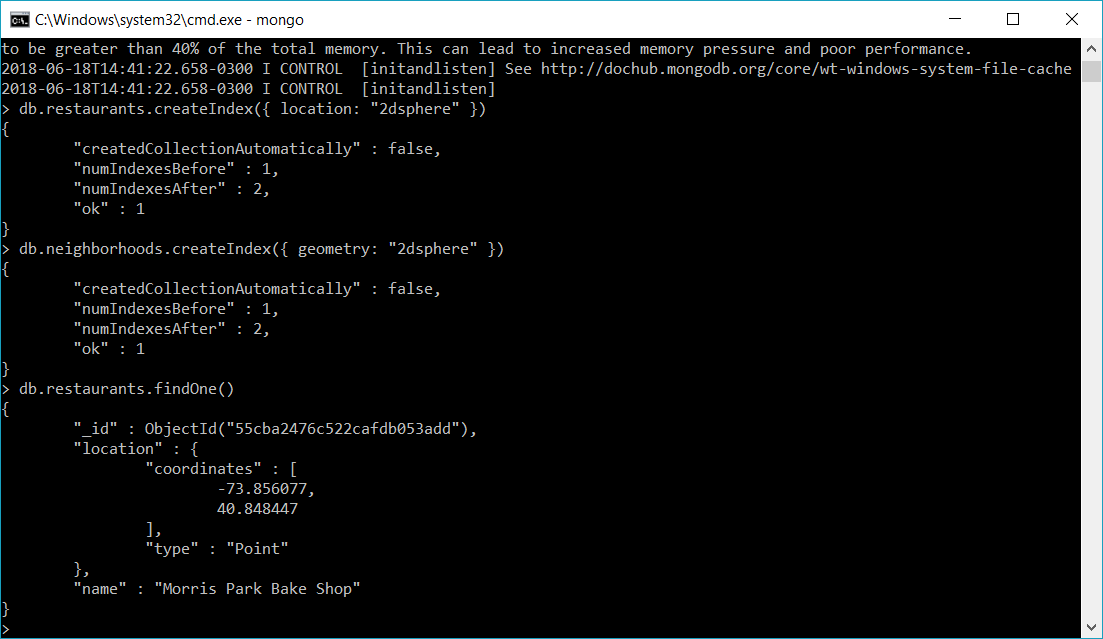 C:\Windows\system32\cmd.exe - mongo
to be greater than 40% of the total memory. This can lead to increased memory pressure and poor performance.
2018-06-18T14:41:22.658-0300 I CONTROL  [initandlisten] See http://dochub.mongodb.org/core/wt-windows-system-file-cache
2018-06-18T14:41:22.658-0300 I CONTROL  [initandlisten]
> db.restaurants.createIndex({ location: "2dsphere" })
{
        "createdCollectionAutomatically" : false,
        "numIndexesBefore" : 1,
        "numIndexesAfter" : 2,
        "ok" : 1
}
> db.neighborhoods.createIndex({ geometry: "2dsphere" })
{
        "createdCollectionAutomatically" : false,
        "numIndexesBefore" : 1,
        "numIndexesAfter" : 2,
        "ok" : 1
}
> db.restaurants.findOne()
{
        "_id" : ObjectId("55cba2476c522cafdb053add"),
        "location" : {
                "coordinates" : [
                        -73.856077,
                        40.848447
                ],
                "type" : "Point"
        },
        "name" : "Morris Park Bake Shop"
}
>